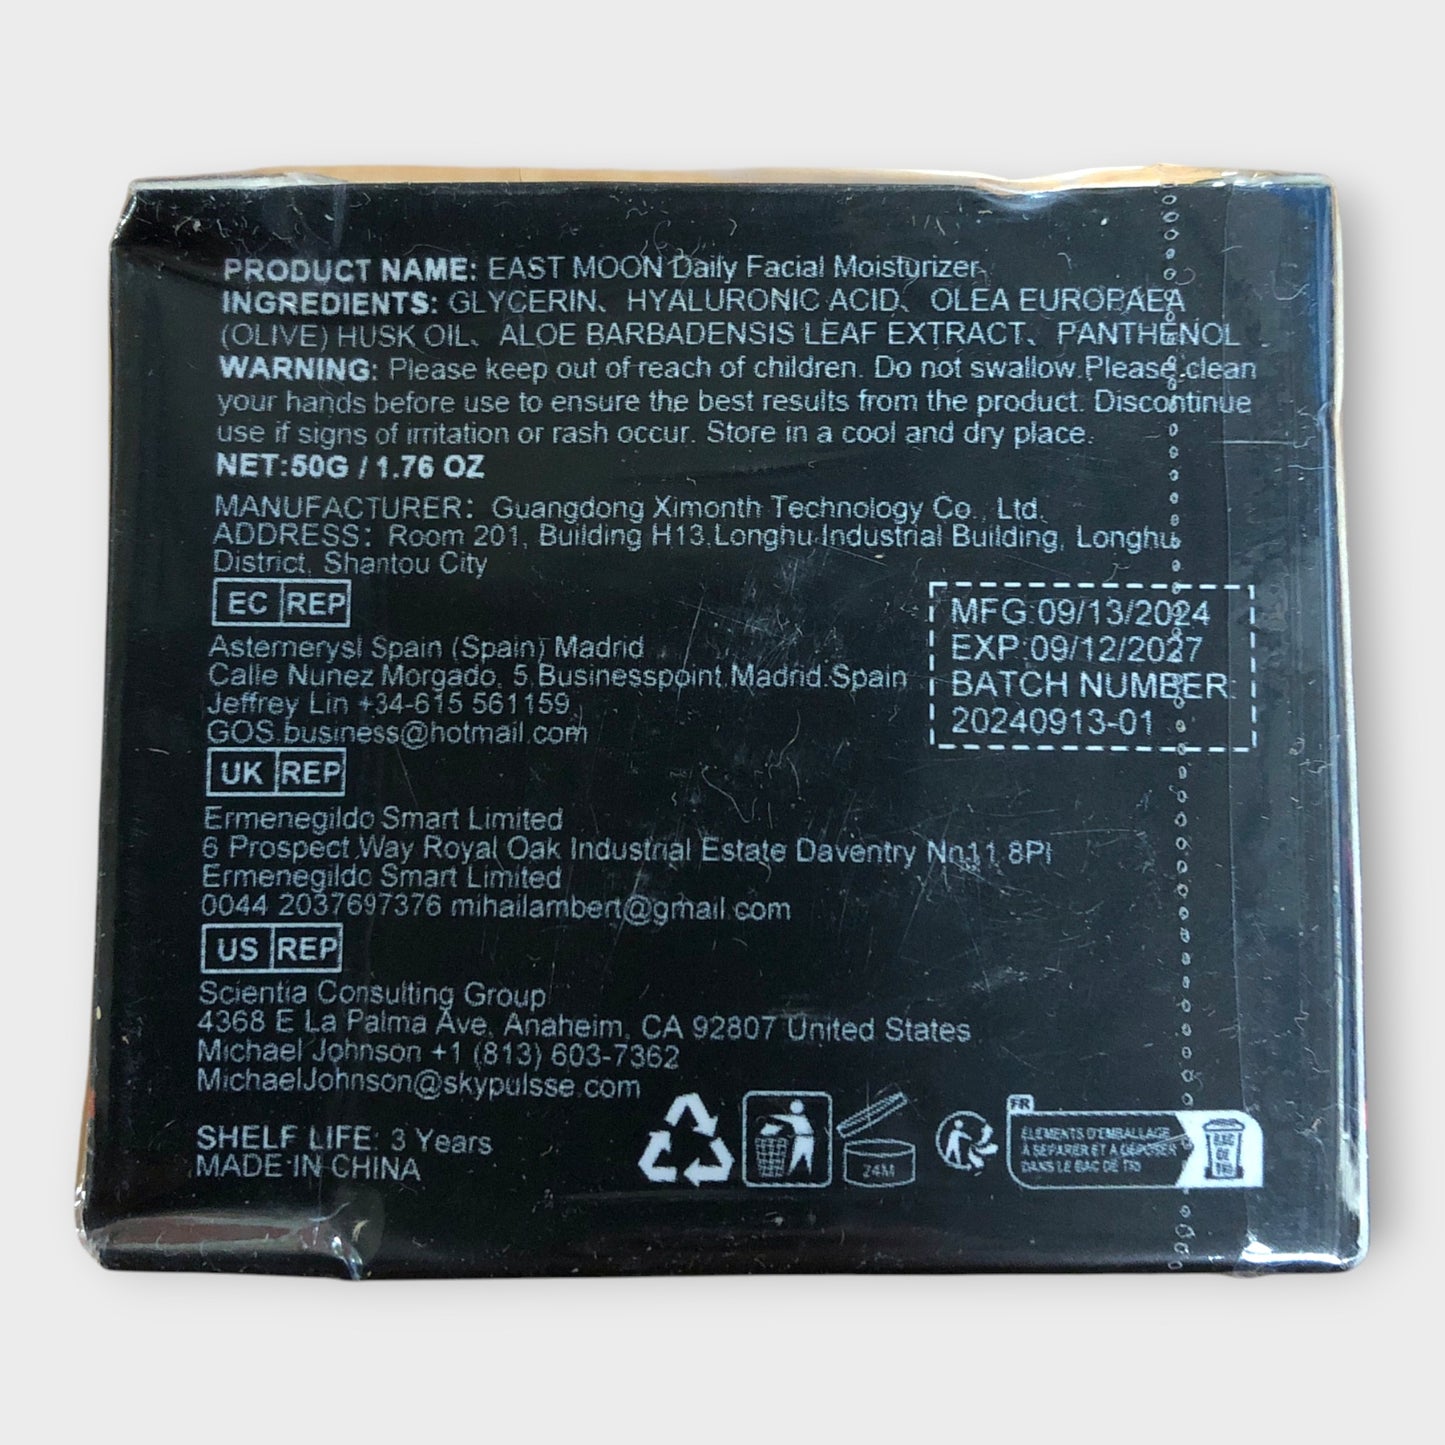 PRODUCT NAME: EAST MOON Daily Facial Moisturizer
INGREDIENTS: GLYCERIN、 HYALURONIC ACID、 OLEA EUROPAEA
(OLIVE) HUSK OIL、 ALOE BARBADENSIS LEAF EXTRACT、 PANTHENOL
WARNING: Please keep out of reach of children. Do not swallow.Please clean
your hands before use to ensure the best results from the product. Discontinue
use if signs of irritation or rash occur. Store in a cool and dry place.
NET:50G / 1.76 OZ
MANUFACTURER: Guangdong Ximonth Technology Co., Ltd.
ADDRESS: Room 201, Building H13,Longhu Industrial Building, Longhu
District, Shantou City
EC REP
Asternerysl Spain (Spain) Madrid
Calle Nunez Morgado, 5,Businesspoint,Madrid,Spain
Jeffrey Lin +34-615 561159
GOS.business@hotmail.com
MFG:09/13/2024
EXP:09/12/2027
BATCH NUMBER:
20240913-01
UK REP
Ermenegildo Smart Limited
6 Prospect Way Royal Oak Industrial Estate Daventry Nn11 8Pl
Ermenegildo Smart Limited
0044 2037697376 mihailambert@gmail.com
US REP
Scientia Consulting Group
4368 E La Palma Ave, Anaheim, CA 92807 United States
Michael Johnson +1 (813) 603-7362
MichaelJohnson@skypulsse.com
SHELF LIFE: 3 Years
MADE IN CHINA
24M
FR
ÉLEMENTS D'EMBALLAGE
À SÉPARER ET À DÉPOSER
DANS LE BAC DE TRI
BAC
DE
TRI